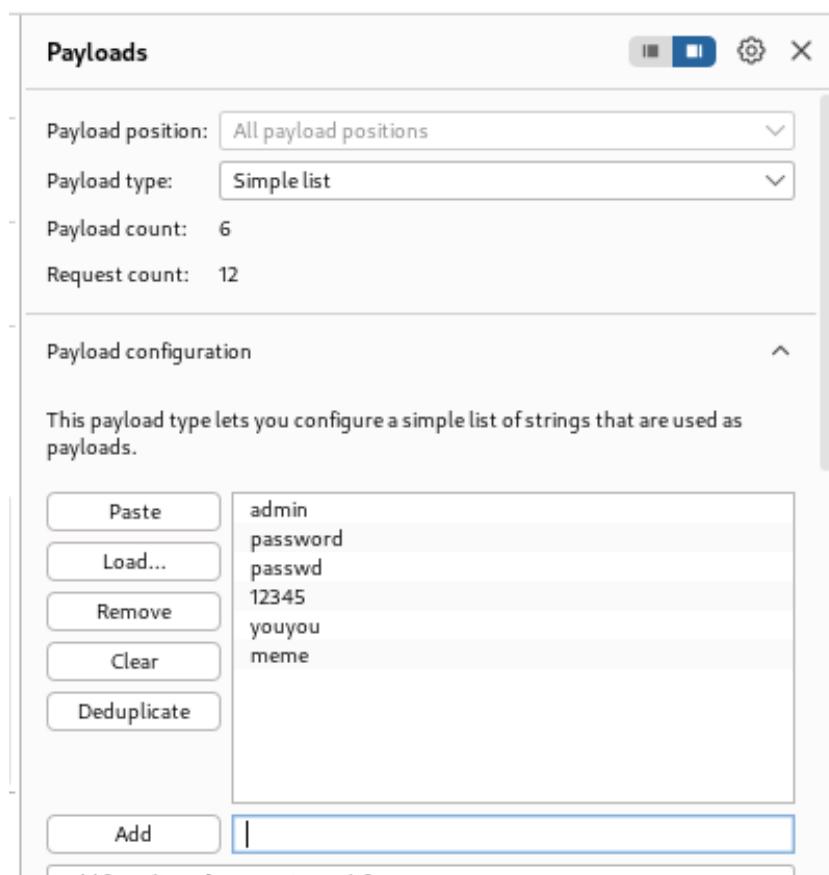 Payloads
Payload position: All payload positions
Payload type: Simple list
Payload count: 6
Request count: 12
Payload configuration
This payload type lets you configure a simple list of strings that are used as
payloads.
Paste
Load...
Remove
Clear
Deduplicate
admin
password
passwd
12345
youyou
meme
Add